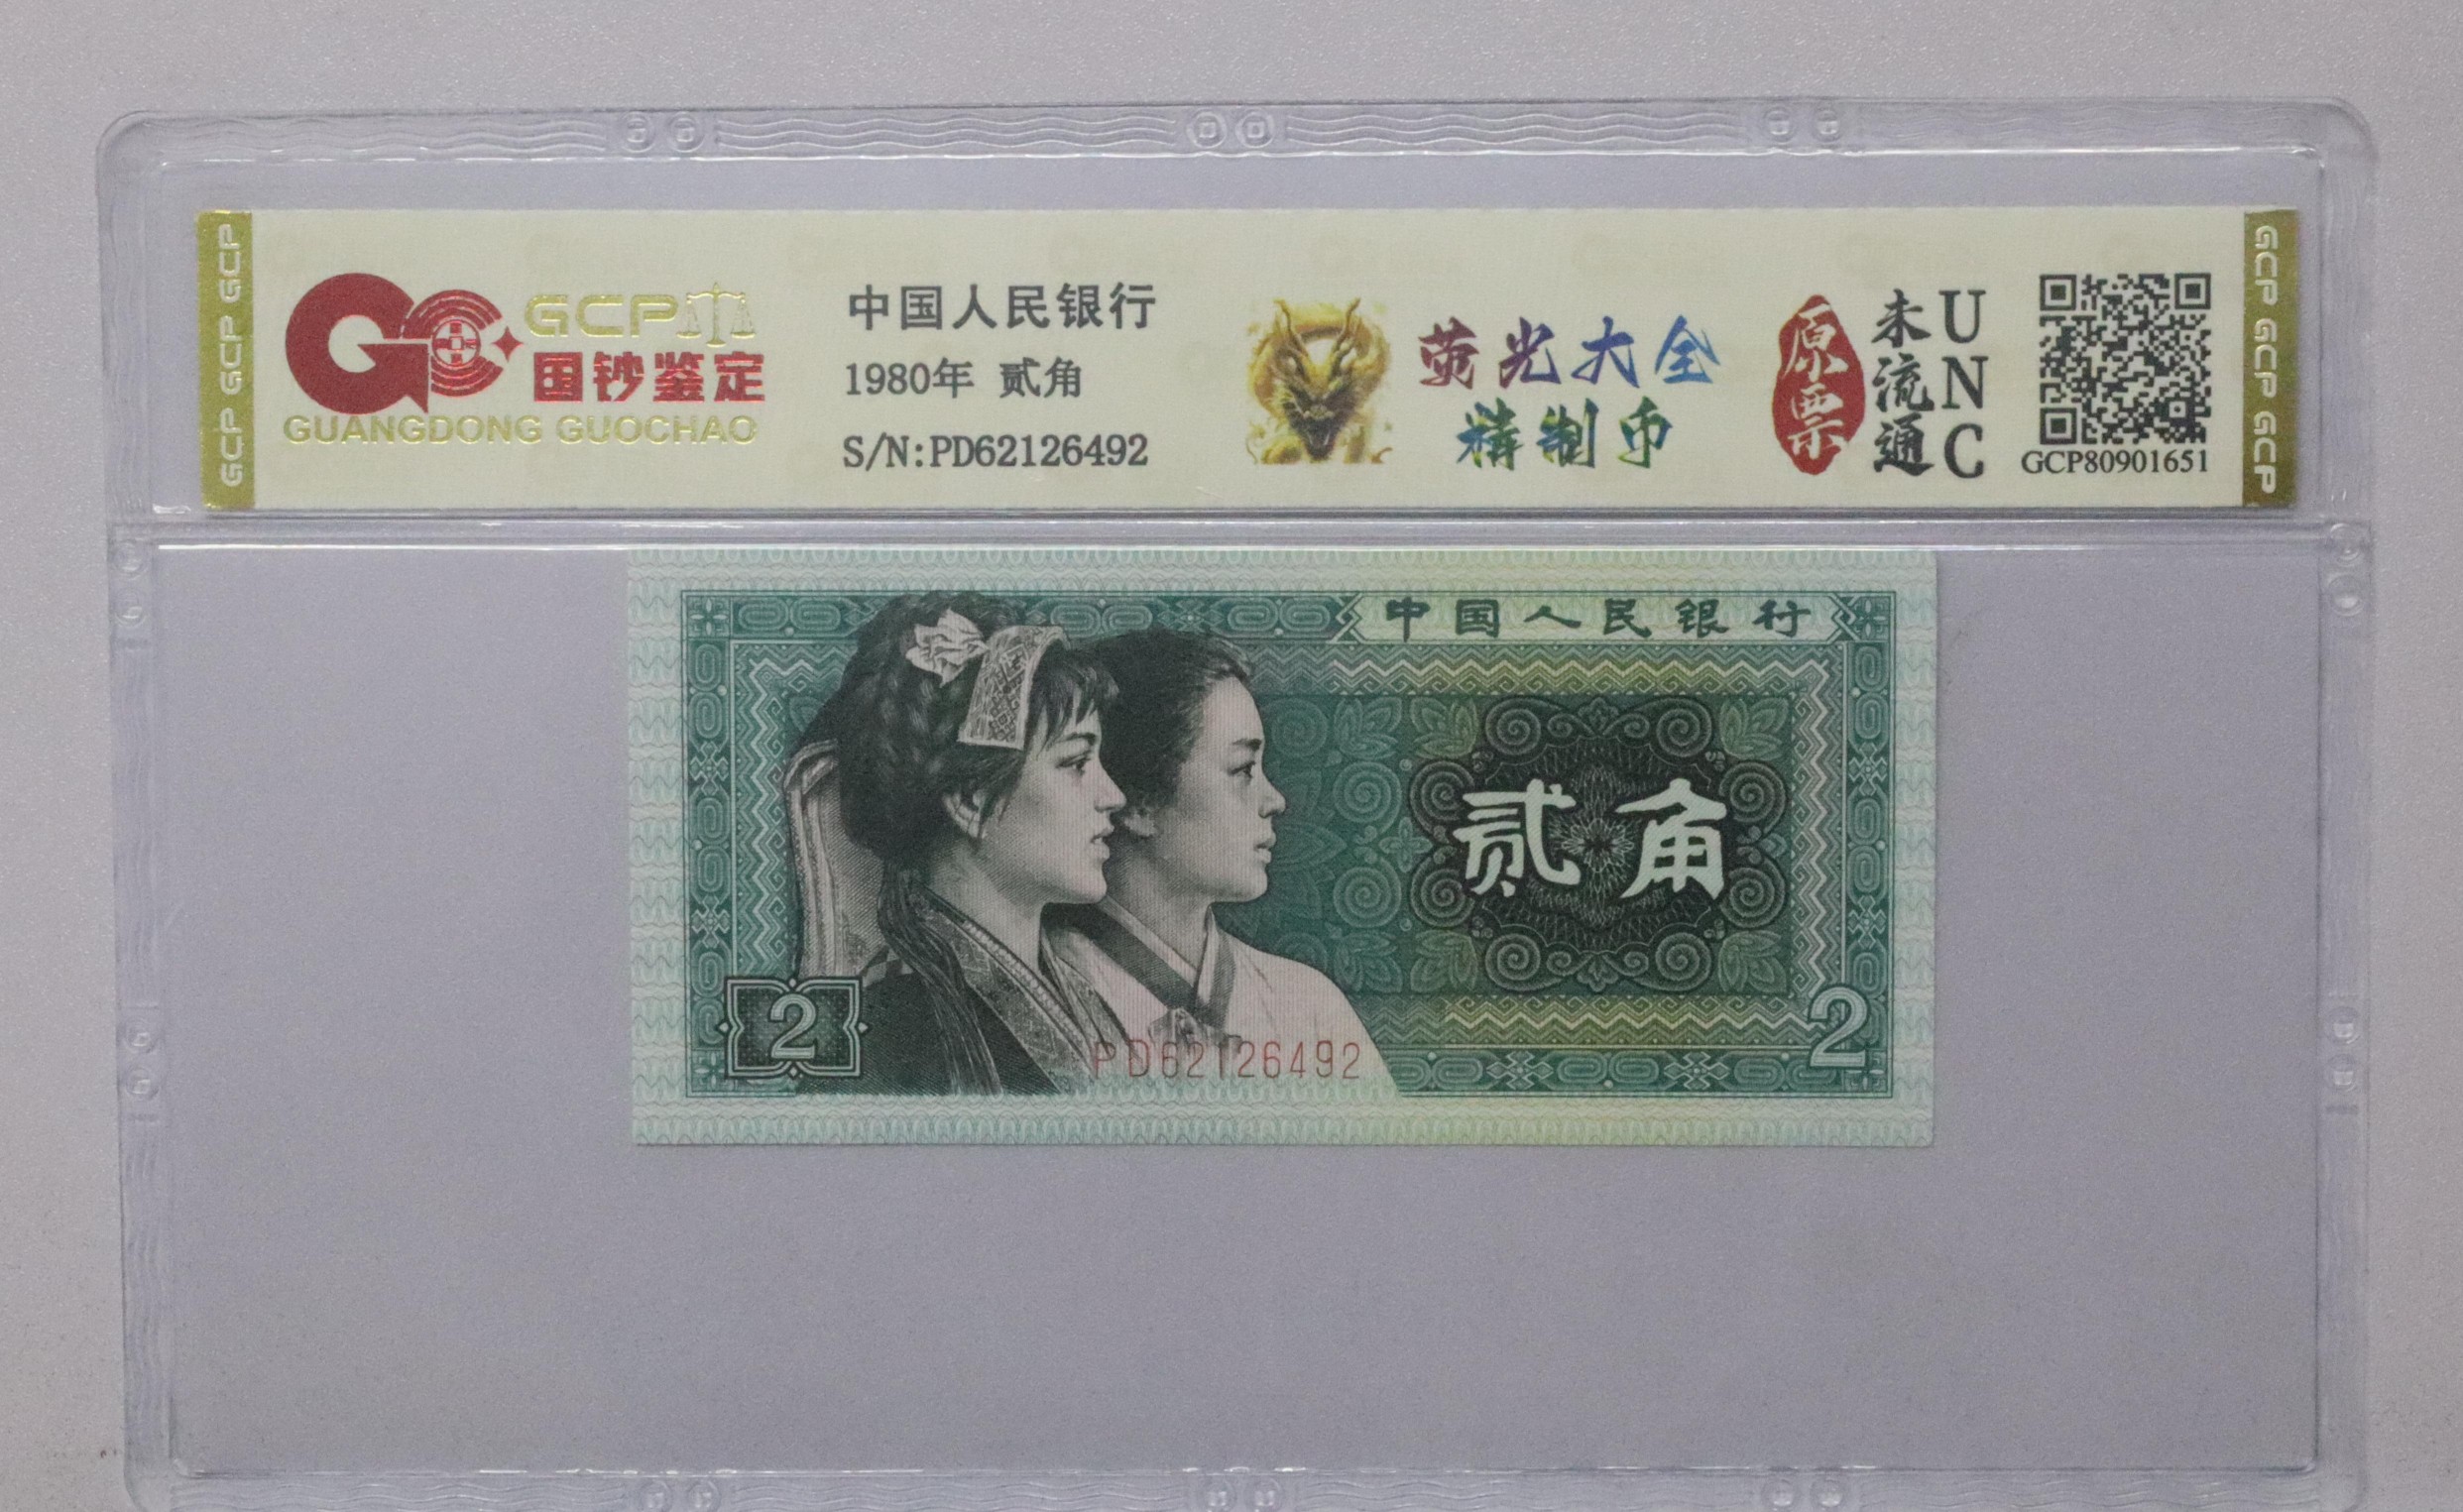 GCP GCP GCP
GCP
国钞鉴定
GUANGDONG GUOCHAO
中国人民银行
1980年 贰角
S/N:PD62126492
荧光大全
精制币
原票
未流通
UNC
GCP80901651
GCP GCP GCP
中国人民银行
贰角
2
2
PD62126492